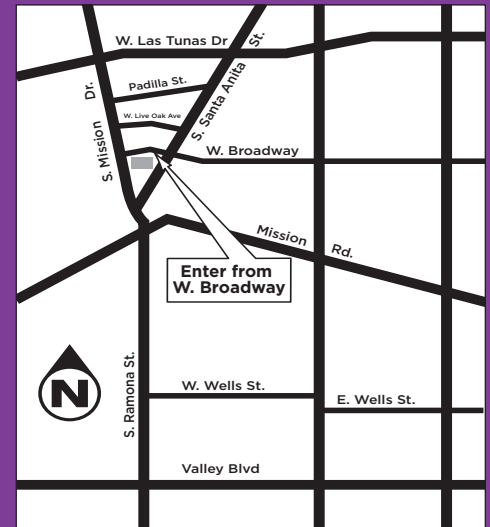 W. Las Tunas Dr
Padilla St.
W. Live Oak Ave
S. Mission Dr.
S. Santa Anita St.
W. Broadway
Mission Rd.
Enter from
W. Broadway
N
S. Ramona St.
W. Wells St.
E. Wells St.
Valley Blvd